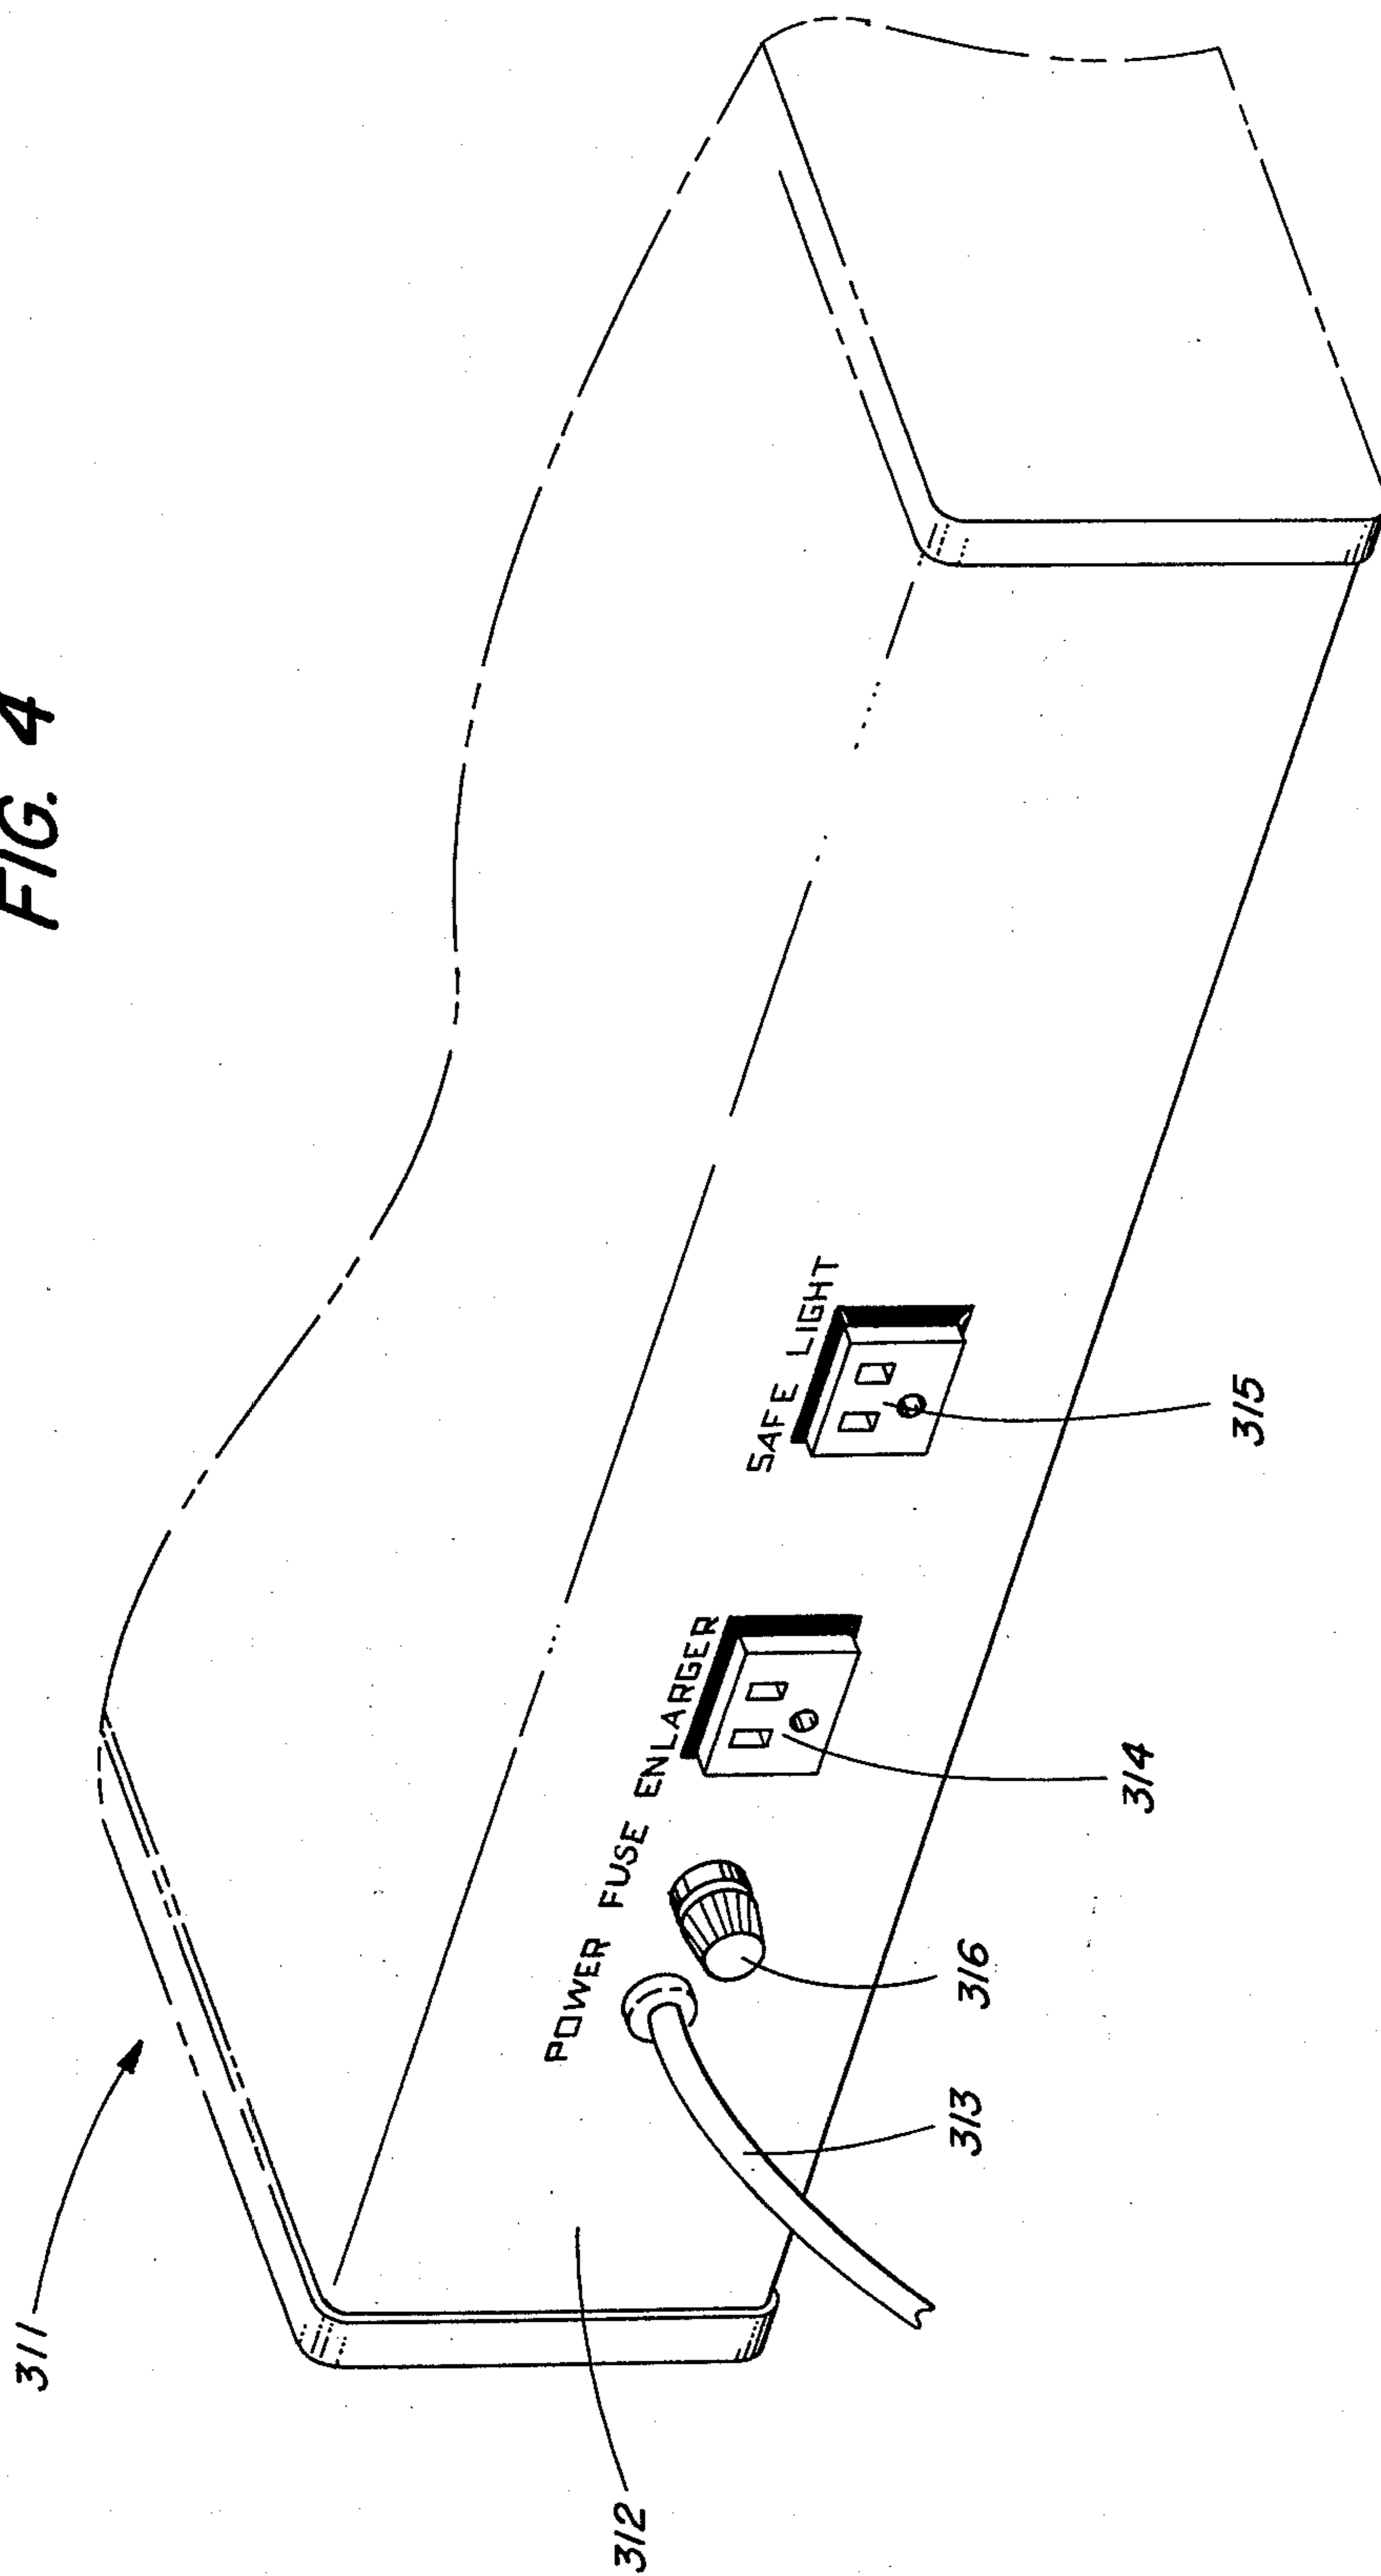 FIG. 4
311
312
POWER
FUSE
ENLARGER
SAFE LIGHT
313
316
314
315